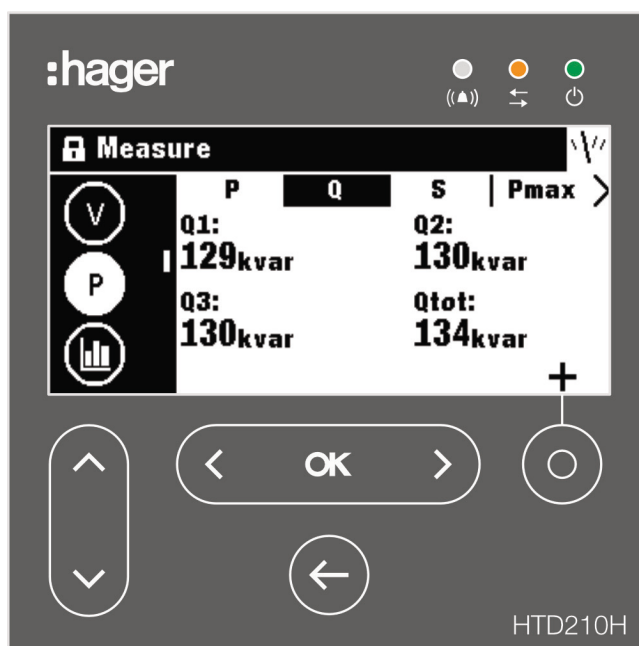 :hager
Measure
V
P Q S Pmax
Q1: Q2:
129kvar 130kvar
P
Q3: Qtot:
130kvar 134kvar
+
OK
HTD210H